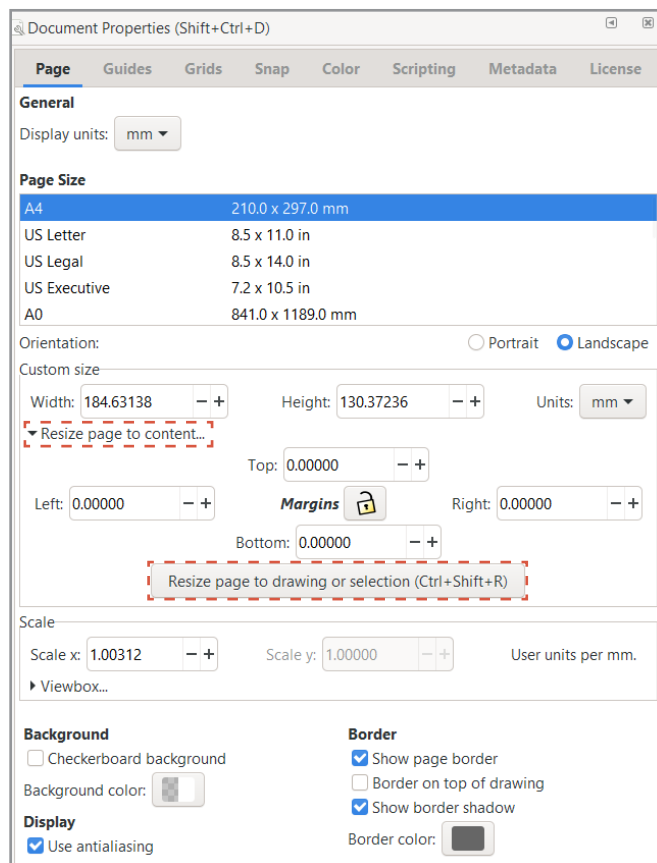 Document Properties (Shift+Ctrl+D)
Page Guides Grids Snap Color Scripting Metadata License
General
Display units: mm
Page Size
A4 210.0 x 297.0 mm
US Letter 8.5 x 11.0 in
US Legal 8.5 x 14.0 in
US Executive 7.2 x 10.5 in
A0 841.0 x 1189.0 mm
Orientation: Portrait Landscape
Custom size
Width: 184.63138 − + Height: 130.37236 − + Units: mm
Resize page to content...
Top: 0.00000 − +
Left: 0.00000 − + Margins Right: 0.00000 − +
Bottom: 0.00000 − +
Resize page to drawing or selection (Ctrl+Shift+R)
Scale
Scale x: 1.00312 − + Scale y: 1.00000 − + User units per mm.
Viewbox...
Background Border
Checkerboard background Show page border
Border on top of drawing
Background color: Show border shadow
Display
Use antialiasing Border color: